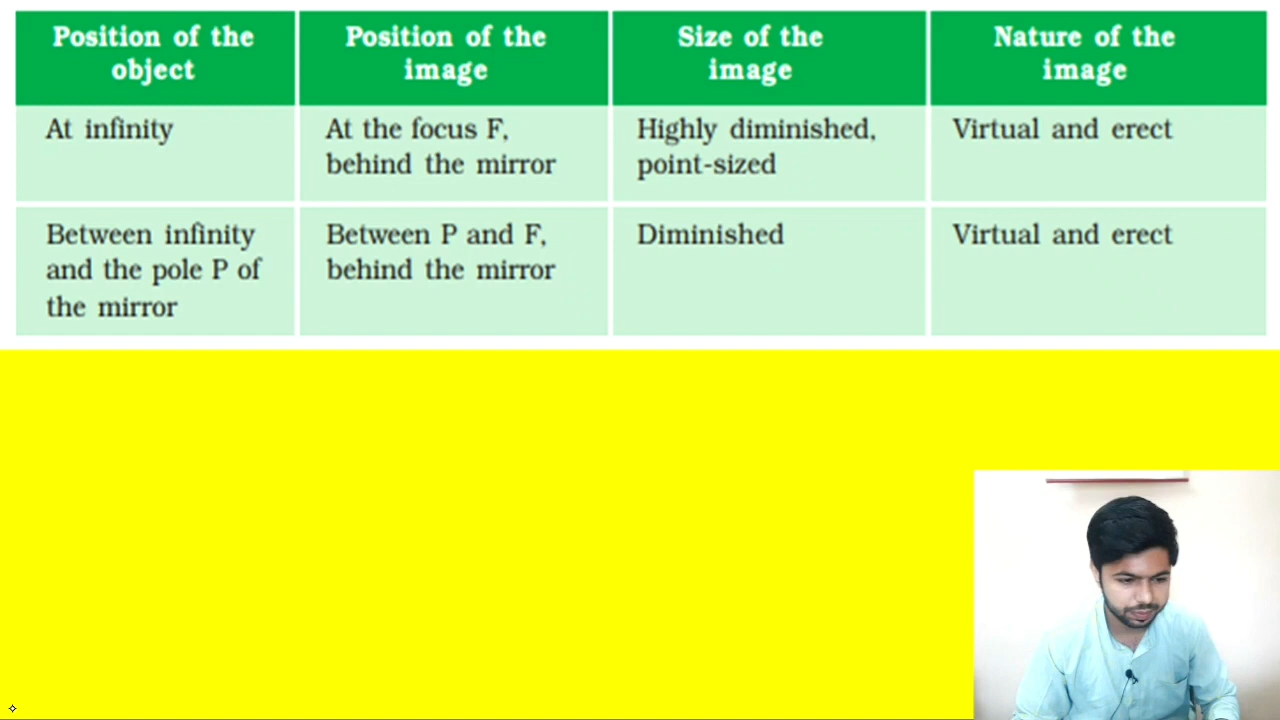 Position of the
object
Position of the
image
Size of the
image
Nature of the
image
At infinity
At the focus F,
behind the mirror
Highly diminished,
point-sized
Virtual and erect
Between infinity
and the pole P of
the mirror
Between P and F,
behind the mirror
Diminished
Virtual and erect